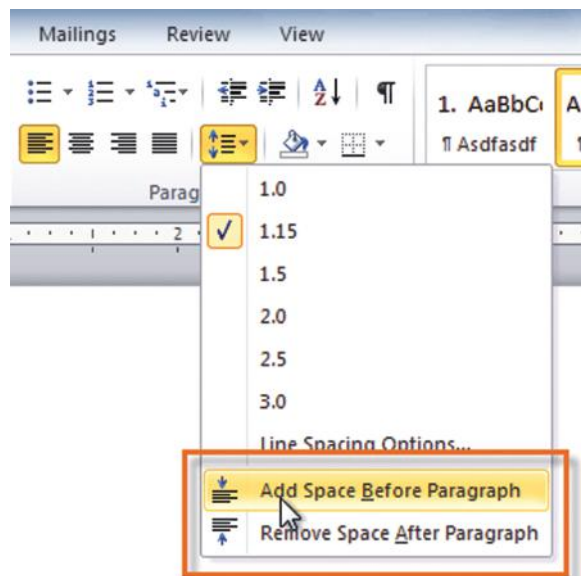 Mailings Review View
1. AaBbC
¶ Asdfasdf
Parag
2
1.0
1.15
1.5
2.0
2.5
3.0
Line Spacing Options...
Add Space Before Paragraph
Remove Space After Paragraph